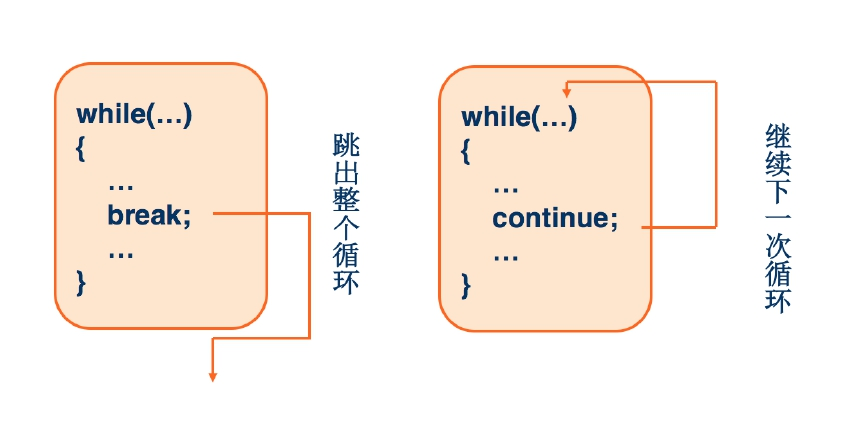 while(…)
{
…
break;
…
}
跳出整个循环
while(…)
{
…
continue;
…
}
继续下一次循环